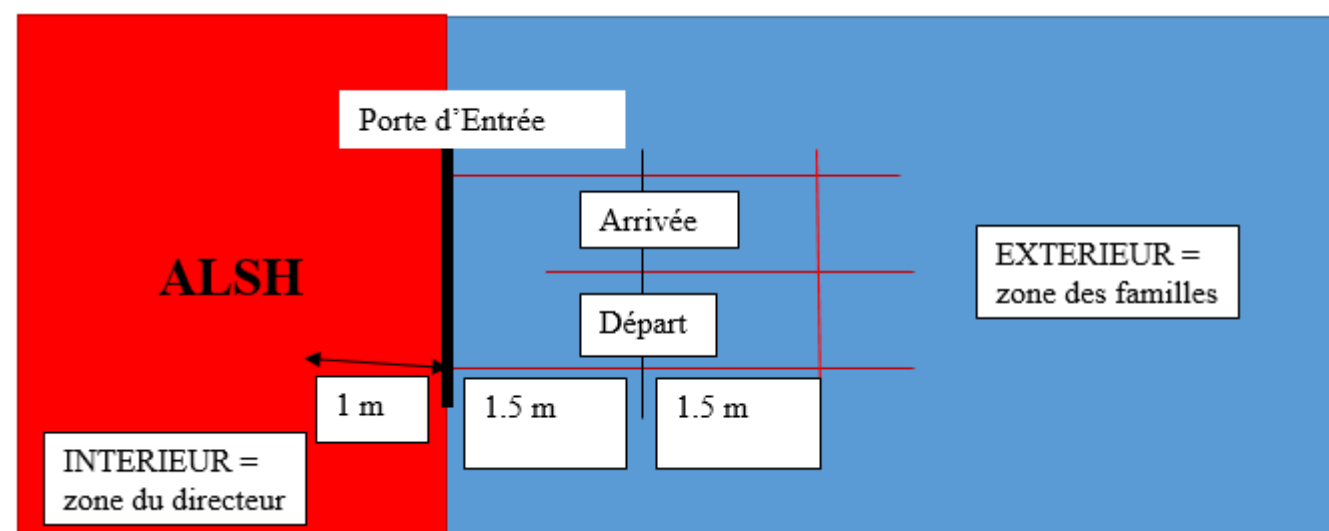 Porte d'Entrée
Arrivée
ALSH
EXTERIEUR =
zone des familles
Départ
1 m
1.5 m
1.5 m
INTERIEUR =
zone du directeur